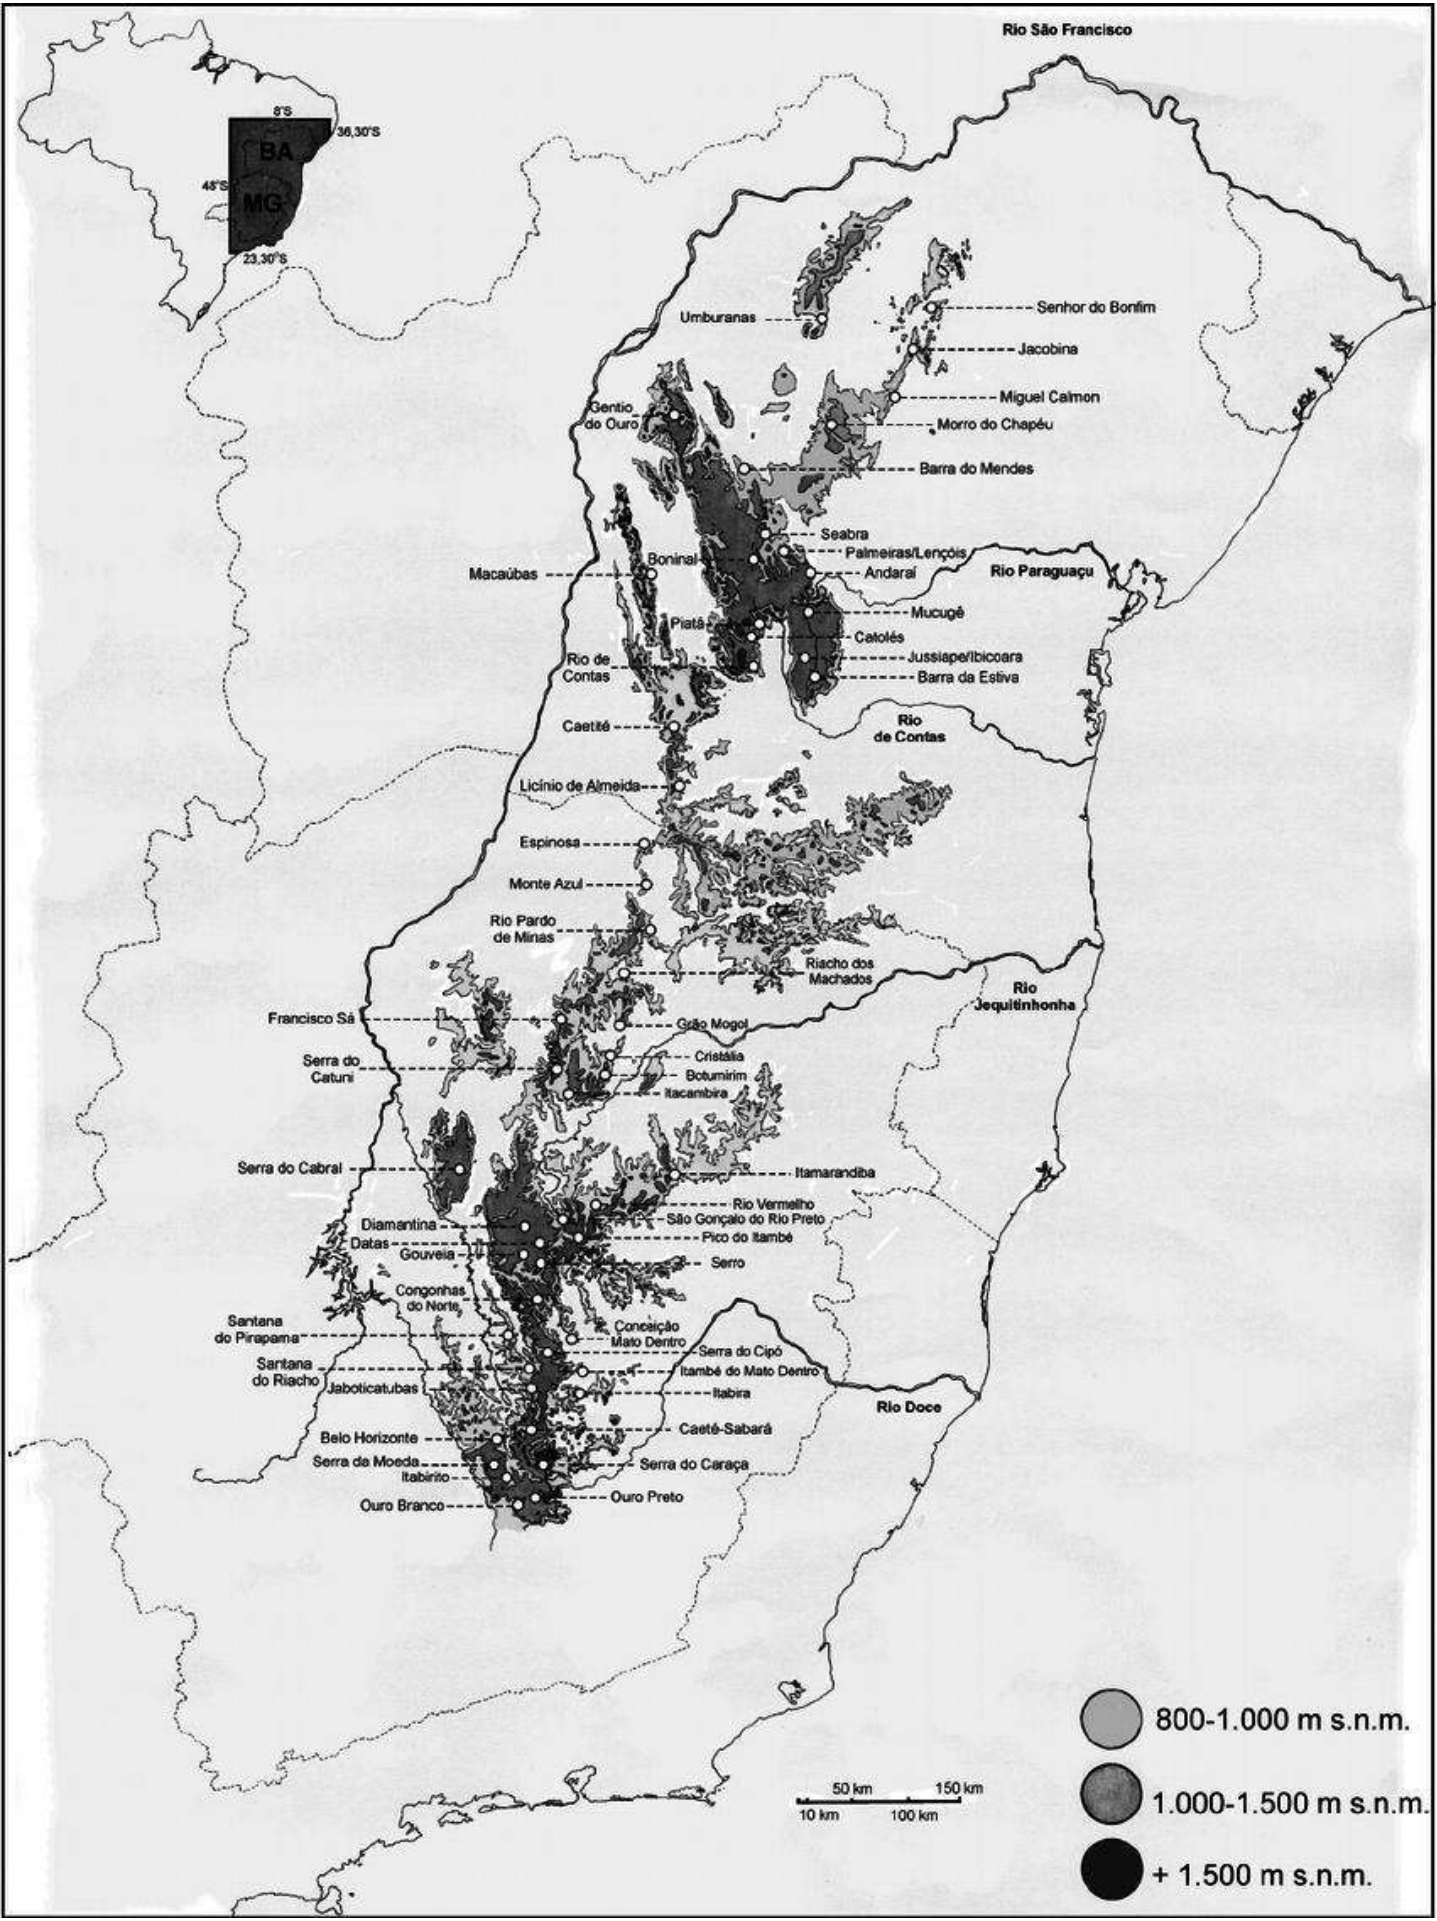 Rio São Francisco
8°S
36,30°S
BA
48°S
MG
23,30°S
Umburanas
Senhor do Bonfim
Jacobina
Miguel Calmon
Gentio
do Ouro
Morro do Chapéu
Barra do Mendes
Seabra
Palmeiras/Lençóis
Boninal
Macaúbas
Andaraí
Rio Paraguaçu
Mucugê
Piatã
Catolés
Rio de
Contas
Jussiape/Ibicoara
Barra da Estiva
Caetité
Rio
de Contas
Licínio de Almeida
Espinosa
Monte Azul
Rio Pardo
de Minas
Riacho dos
Machados
Rio
Jequitinhonha
Francisco Sá
Grão Mogol
Serra do
Catuni
Cristália
Botumirim
Itacambira
Serra do Cabral
Itamarandiba
Rio Vermelho
São Gonçalo do Rio Preto
Diamantina
Pico do Itambé
Datas
Gouveia
Serro
Congonhas
do Norte
Santana
do Pirapama
Conceição
Mato Dentro
Serra do Cipó
Santana
do Riacho
Itambé do Mato Dentro
Jaboticatubas
Itabira
Rio Doce
Caeté-Sabará
Belo Horizonte
Serra da Moeda
Serra do Caraça
Itabirito
Ouro Preto
Ouro Branco
800-1.000 m s.n.m.
50 km 150 km
10 km 100 km
1.000-1.500 m s.n.m.
+ 1.500 m s.n.m.